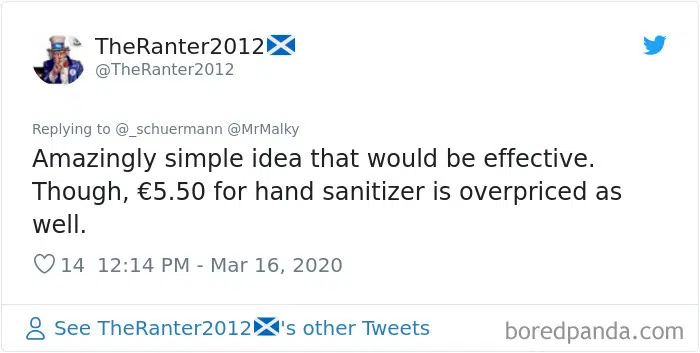 TheRanter2012🏴󠁧󠁢󠁳󠁣󠁴󠁿
@TheRanter2012
Replying to @_schuermann @MrMalky
Amazingly simple idea that would be effective.
Though, €5.50 for hand sanitizer is overpriced as
well.
14 12:14 PM - Mar 16, 2020
See TheRanter2012🏴󠁧󠁢󠁳󠁣󠁴󠁿's other Tweets
boredpanda.com